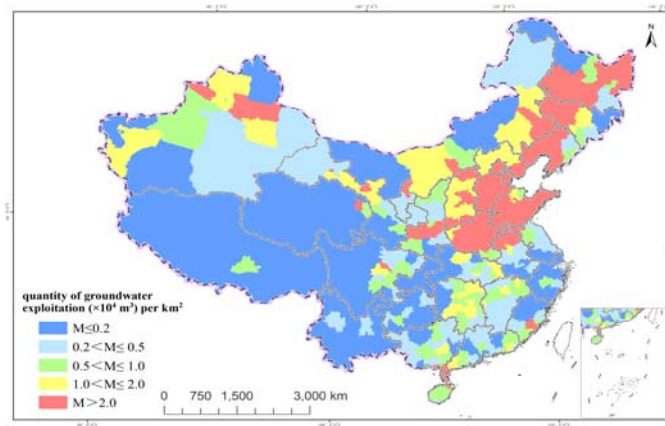 N
quantity of groundwater
exploitation (×10⁴ m³) per km²
M≤0.2
0.2<M≤ 0.5
0.5<M≤ 1.0
1.0<M≤ 2.0
M>2.0
0 750 1,500 3,000 km